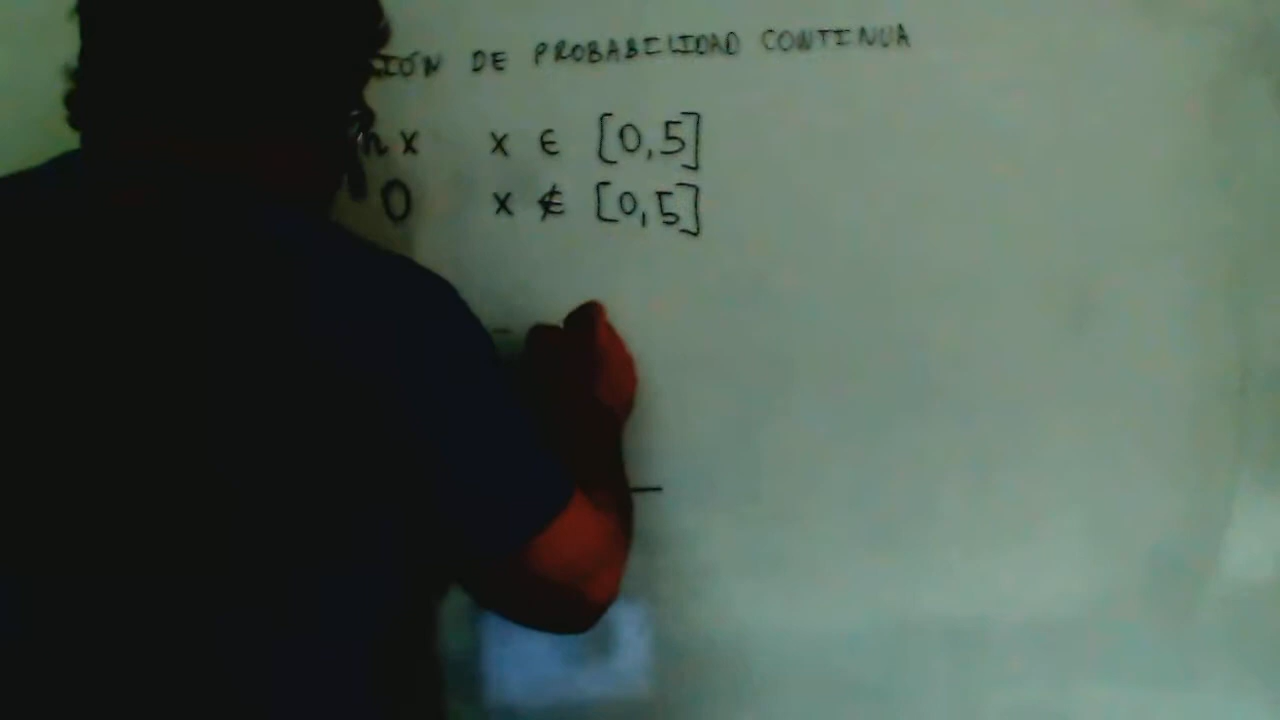 DE PROBABILIDAD CONTINUA
x x ∈ [0,5]
0 x ∉ [0,5]